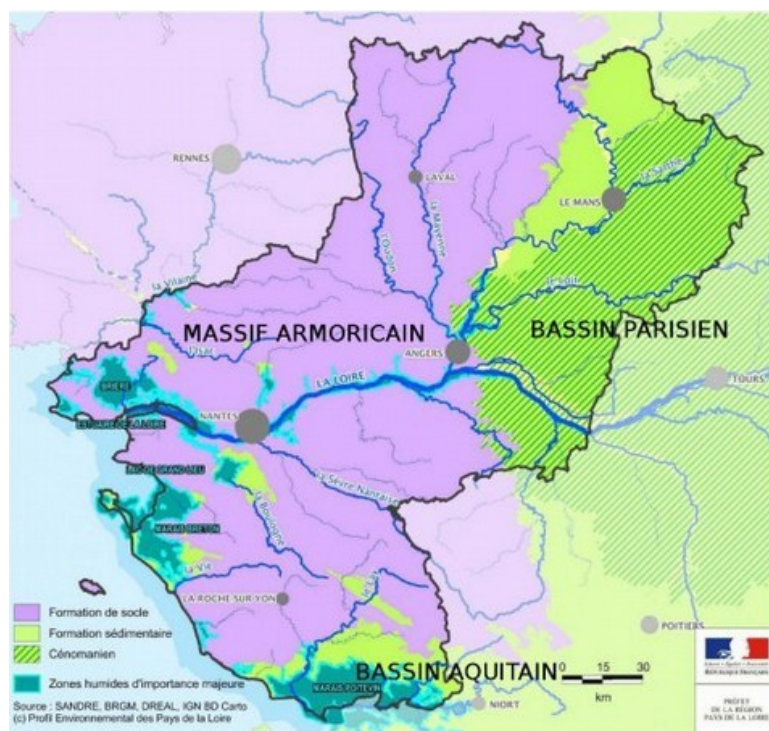 RENNES
LAVAL
la Sarthe
LE MANS
l'Oudon
la Mayenne
la Vilaine
le Loir
MASSIF ARMORICAIN
BASSIN PARISIEN
l'Isac
ANGERS
BRIÈRE
LA LOIRE
TOURS
NANTES
ESTUAIRE DE LA LOIRE
LAC DE GRAND LIEU
la Sèvre Nantaise
la Boulogne
MARAIS BRETON
la Vie
le Lay
LA ROCHE-SUR-YON
Formation de socle
Formation sédimentaire
POITIERS
Cénomanien
BASSIN AQUITAIN
0 15 30
km
Zones humides d'importance majeure
MARAIS POITEVIN
NIORT
Source : SANDRE, BRGM, DREAL, IGN BD Carto
(c) Profil Environnemental des Pays de la Loire
RÉPUBLIQUE FRANÇAISE
PRÉFET
DE LA RÉGION
PAYS DE LA LOIRE